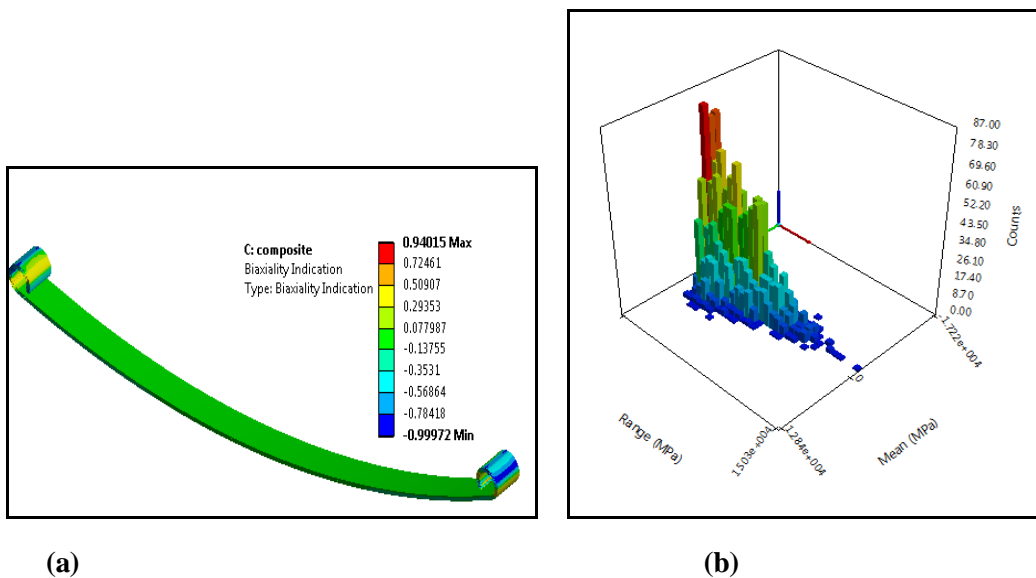 C: composite
Biaxiality Indication
Type: Biaxiality Indication
0.94015 Max
0.72461
0.50907
0.29353
0.077987
-0.13755
-0.3531
-0.56864
-0.78418
-0.99972 Min
87.00
78.30
69.60
60.90
52.20
43.50
34.80
26.10
17.40
8.70
0.00
Counts
-1.722e+004
Mean (MPa)
Range (MPa)
1.503e+004
1.284e+004
(a)
(b)